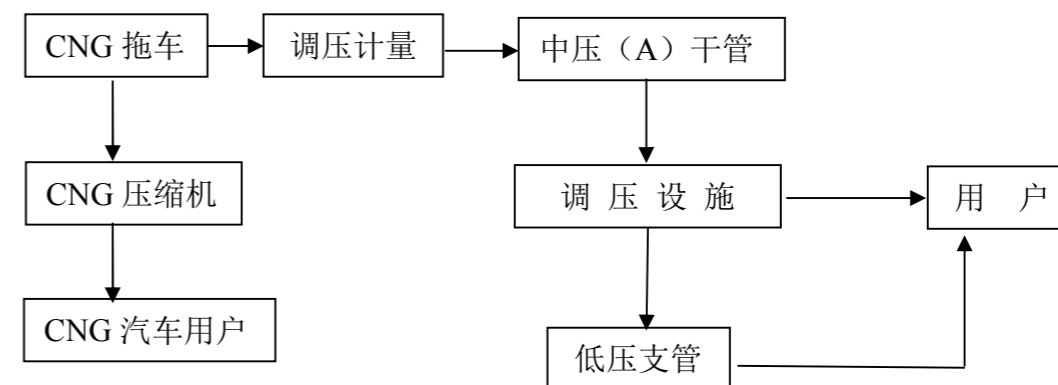 CNG 拖车
调压计量
中压（A）干管
CNG 压缩机
调 压 设 施
用 户
CNG 汽车用户
低压支管